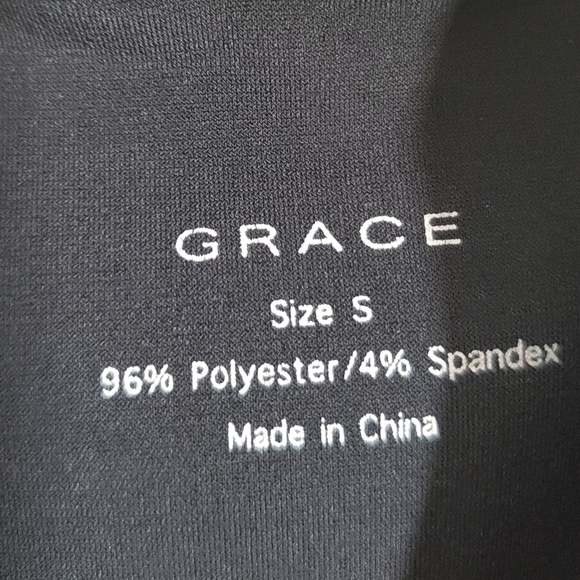 GRACE
Size S
96% Polyester/4% Spandex
Made in China